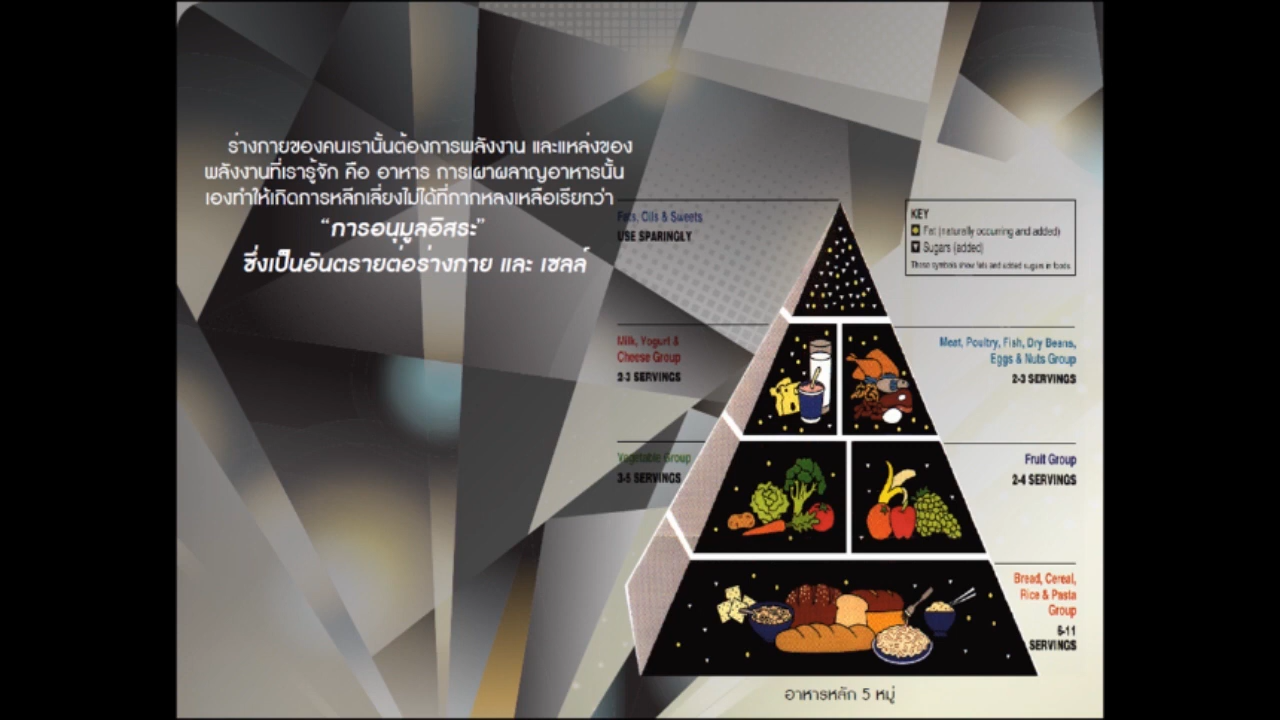 ร่างกายของคนเรานั้นต้องการพลังงาน และแหล่งของ
พลังงานที่เรารู้จัก คือ อาหาร การเผาผลาญอาหารนั้น
เองทำให้เกิดการหลีกเลี่ยงไม่ได้ที่กากหลงเหลือเรียกว่า
“การอนุมูลอิสระ”
ซึ่งเป็นอันตรายต่อร่างกาย และ เซลล์
Fats, Oils & Sweets
USE SPARINGLY
KEY
Fat (naturally occurring and added)
Sugars (added)
These symbols show fats and added sugars in foods.
Milk, Yogurt &
Cheese Group
2-3 SERVINGS
Meat, Poultry, Fish, Dry Beans,
Eggs & Nuts Group
2-3 SERVINGS
Vegetable Group
3-5 SERVINGS
Fruit Group
2-4 SERVINGS
Bread, Cereal,
Rice & Pasta
Group
6-11
SERVINGS
อาหารหลัก 5 หมู่